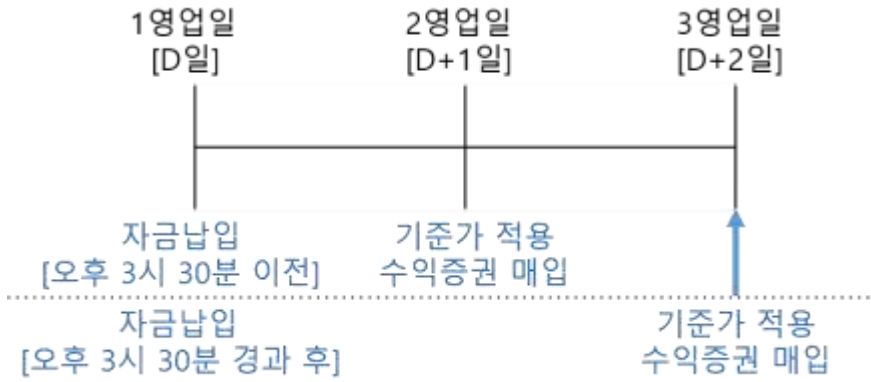 1영업일 2영업일 3영업일
[D일] [D+1일] [D+2일]
자금납입 기준가 적용
[오후 3시 30분 이전] 수익증권 매입
자금납입 기준가 적용
[오후 3시 30분 경과 후] 수익증권 매입